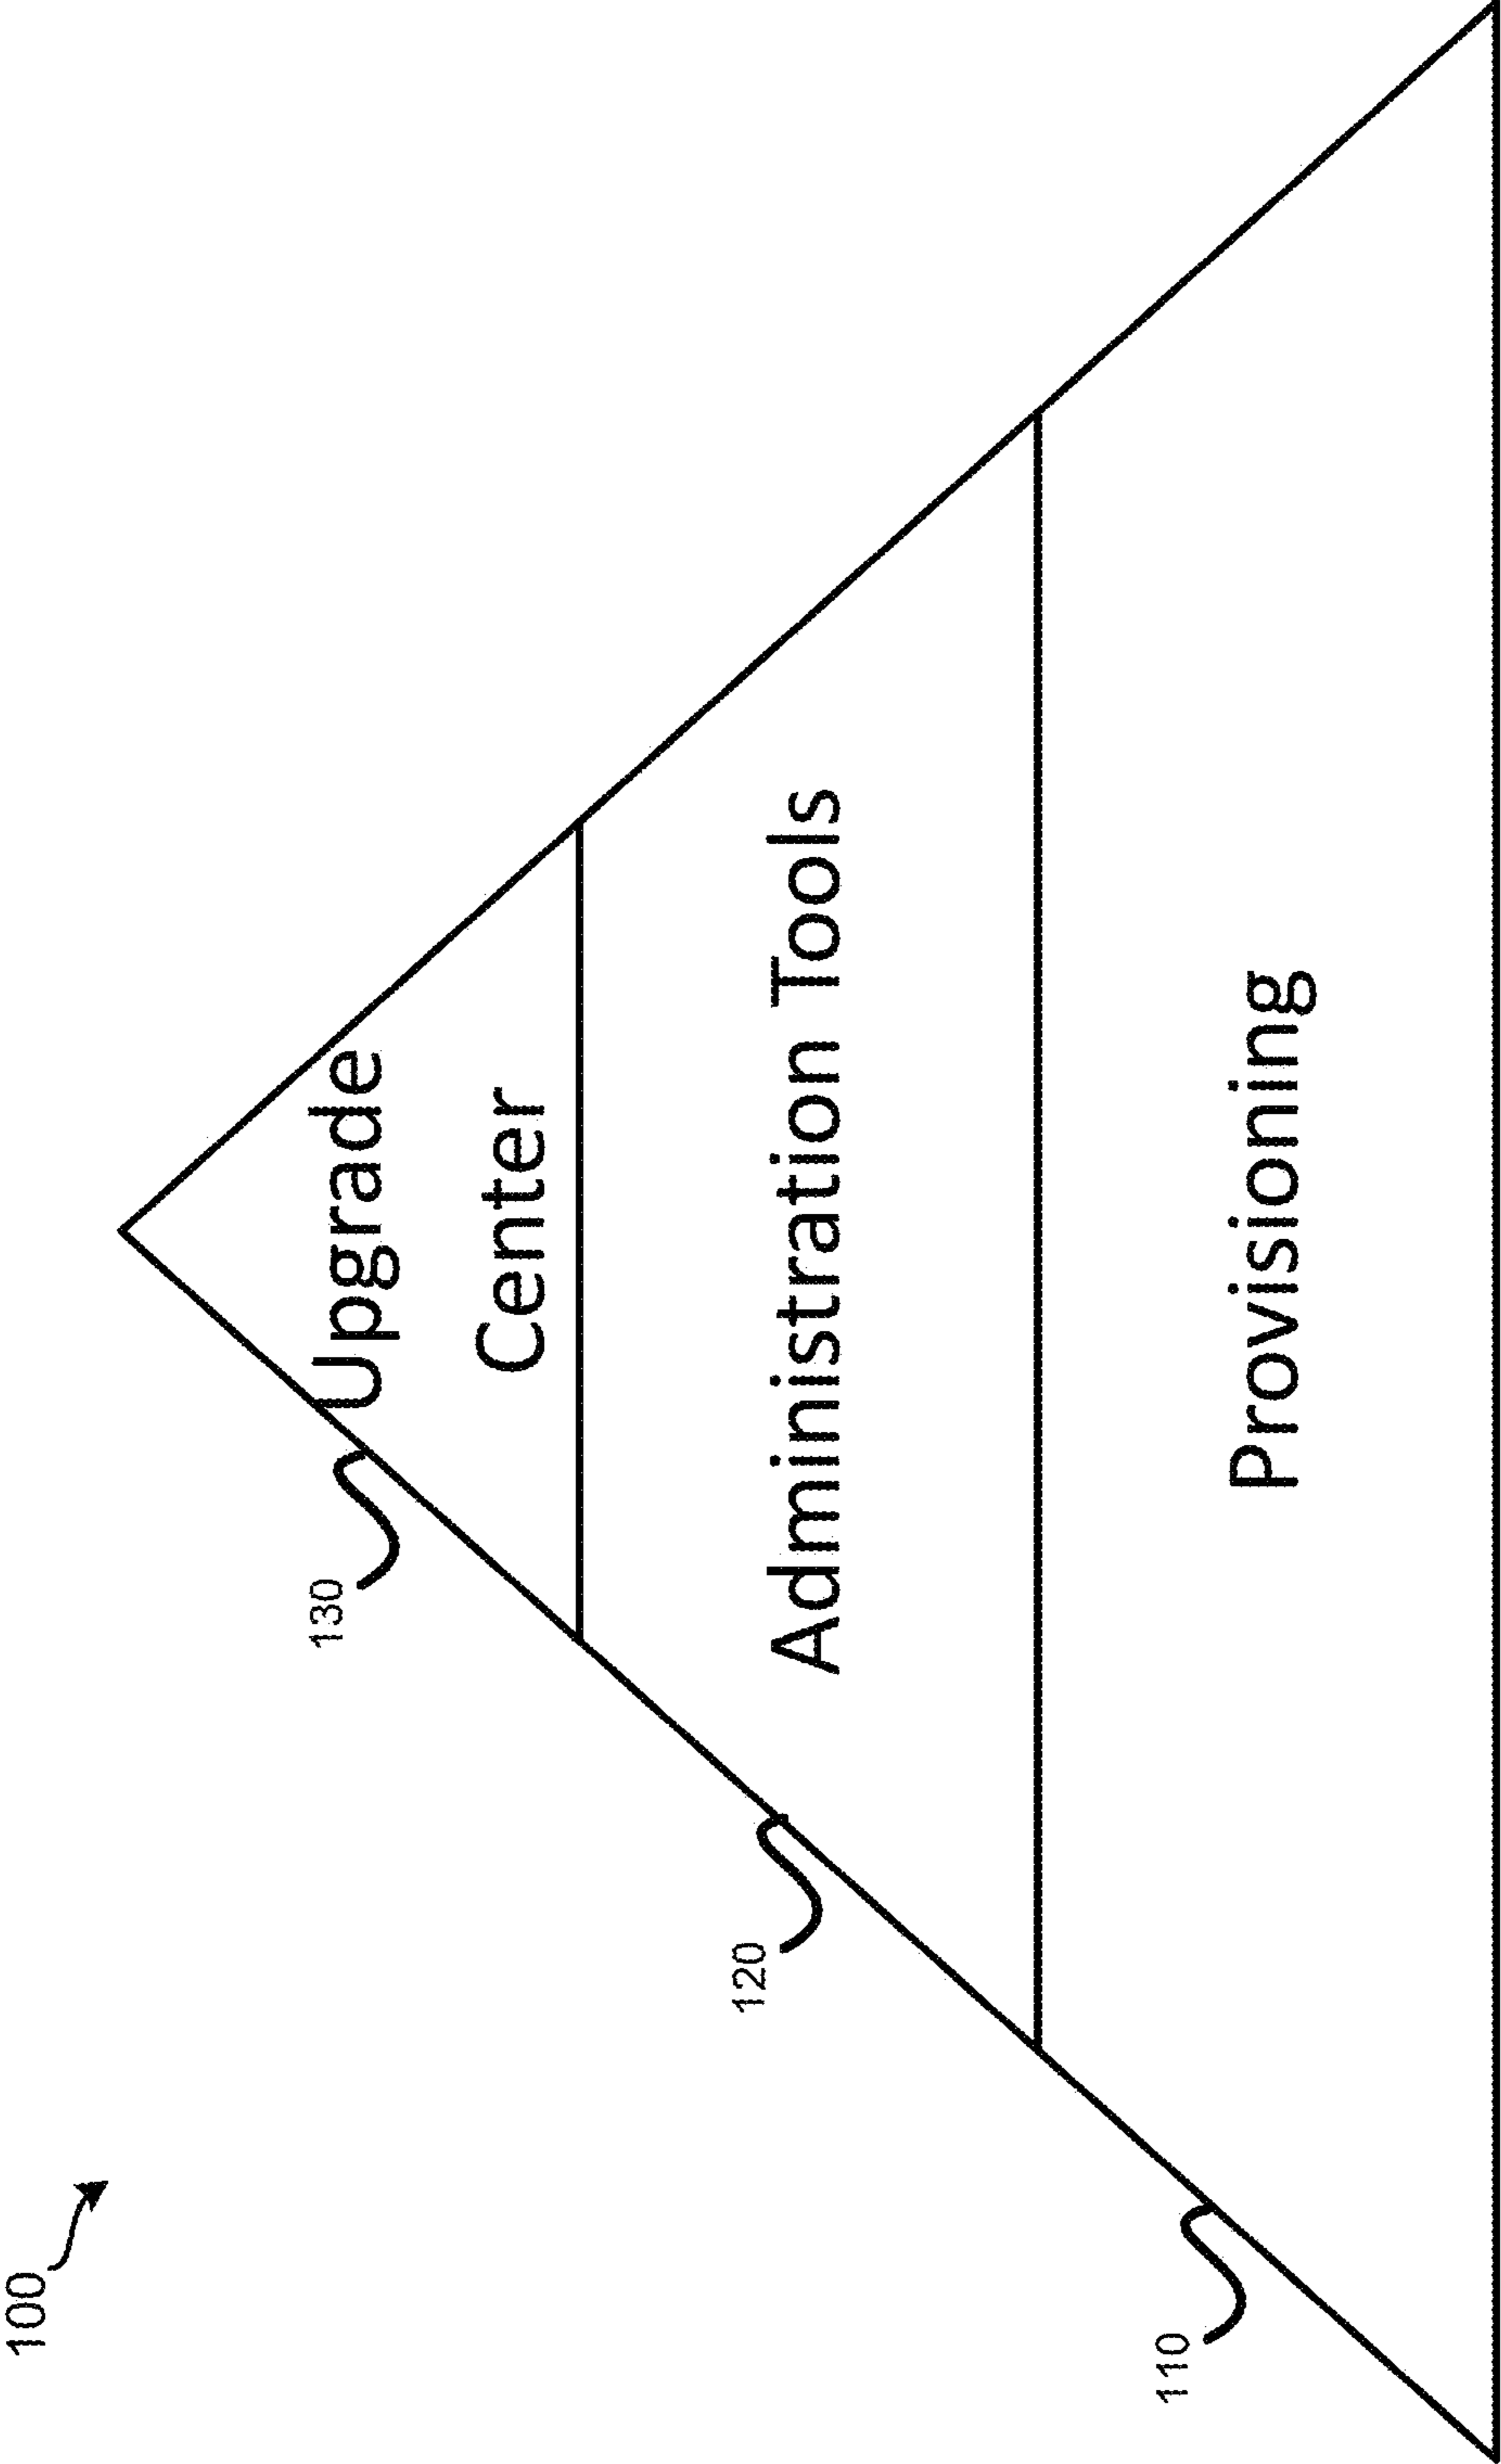 100
130
Upgrade
Center
120
Administration Tools
110
Provisioning